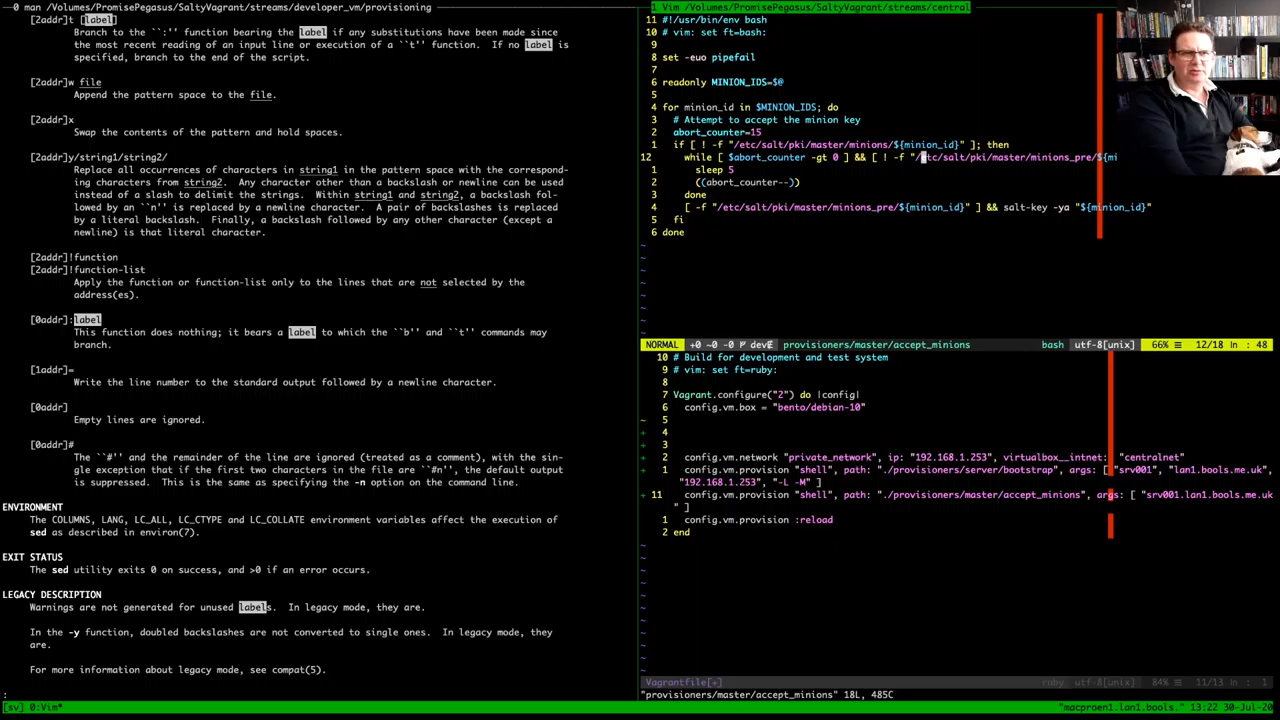 0 man /Volumes/PromisePegasus/SaltyVagrant/streams/developer_vm/provisioning
[2addr]t [label]
Branch to the ``:'' function bearing the label if any substitutions have been made since
the most recent reading of an input line or execution of a ``t'' function.  If no label is
specified, branch to the end of the script.
[2addr]w file
Append the pattern space to the file.
[2addr]x
Swap the contents of the pattern and hold spaces.
[2addr]y/string1/string2/
Replace all occurrences of characters in string1 in the pattern space with the correspond-
ing characters from string2.  Any character other than a backslash or newline can be used
instead of a slash to delimit the strings.  Within string1 and string2, a backslash fol-
lowed by an ``n'' is replaced by a newline character.  A pair of backslashes is replaced
by a literal backslash.  Finally, a backslash followed by any other character (except a
newline) is that literal character.
[2addr]!function
[2addr]!function-list
Apply the function or function-list only to the lines that are not selected by the
address(es).
[0addr]:label
This function does nothing; it bears a label to which the ``b'' and ``t'' commands may
branch.
[1addr]=
Write the line number to the standard output followed by a newline character.
[0addr]
Empty lines are ignored.
[0addr]#
The ``#'' and the remainder of the line are ignored (treated as a comment), with the sin-
gle exception that if the first two characters in the file are ``#n'', the default output
is suppressed.  This is the same as specifying the -n option on the command line.
ENVIRONMENT
The COLUMNS, LANG, LC_ALL, LC_CTYPE and LC_COLLATE environment variables affect the execution of
sed as described in environ(7).
EXIT STATUS
The sed utility exits 0 on success, and >0 if an error occurs.
LEGACY DESCRIPTION
Warnings are not generated for unused labels.  In legacy mode, they are.
In the -y function, doubled backslashes are not converted to single ones.  In legacy mode, they
are.
For more information about legacy mode, see compat(5).
:
1 Vim /Volumes/PromisePegasus/SaltyVagrant/streams/central
11 #!/usr/bin/env bash
10 # vim: set ft=bash:
9
8 set -euo pipefail
7
6 readonly MINION_IDS=$@
5
4 for minion_id in $MINION_IDS; do
3 # Attempt to accept the minion key
2 abort_counter=15
1 if [ ! -f "/etc/salt/pki/master/minions/${minion_id}" ]; then
12 while [ $abort_counter -gt 0 ] && [ ! -f "/etc/salt/pki/master/minions_pre/${mi
1 sleep 5
2 ((abort_counter--))
3 done
4 [ -f "/etc/salt/pki/master/minions_pre/${minion_id}" ] && salt-key -ya "${minion_id}"
5 fi
6 done
~
~
~
~
~
~
~
~
NORMAL +0 ~0 -0 dev provisioners/master/accept_minions bash utf-8[unix] 66% ☰ 12/18 ln : 48
10 # Build for development and test system
9 # vim: set ft=ruby:
8
7 Vagrant.configure("2") do |config|
6 config.vm.box = "bento/debian-10"
~ 5
+ 4
+ 3
+ 2 config.vm.network "private_network", ip: "192.168.1.253", virtualbox__intnet: "centralnet"
+ 1 config.vm.provision "shell", path: "./provisioners/server/bootstrap", args: [ "srv001", "lan1.bools.me.uk",
"192.168.1.253", "-L -M" ]
+ 11 config.vm.provision "shell", path: "./provisioners/master/accept_minions", args: [ "srv001.lan1.bools.me.uk
" ]
1 config.vm.provision :reload
2 end
~
~
~
~
~
~
~
~
~
~
~
Vagrantfile[+] ruby utf-8[unix] 84% ☰ 11/13 ln : 1
"provisioners/master/accept_minions" 18L, 485C
[sv] 0:Vim* "macproen1.lan1.bools." 13:22 30-Jul-20